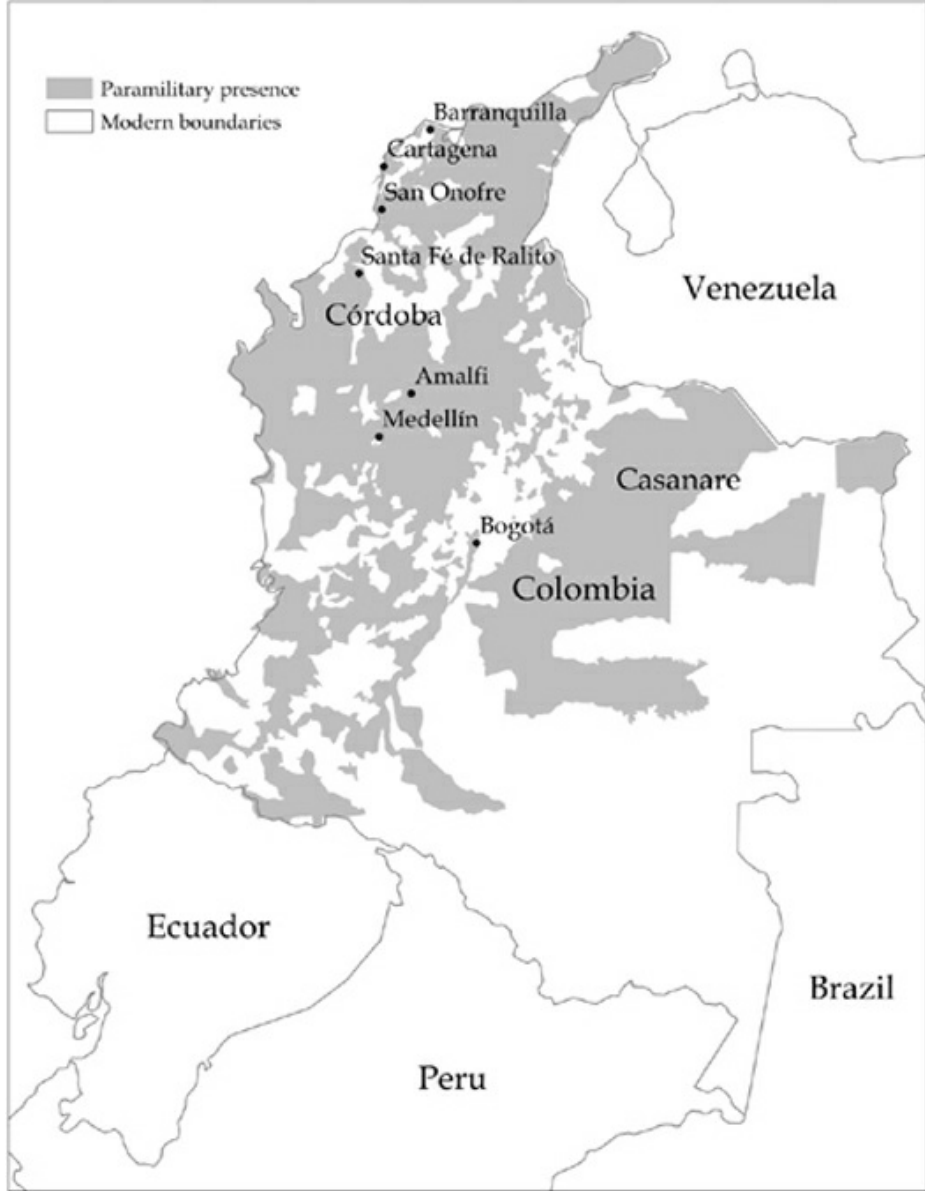 Paramilitary presence
Modern boundaries
Barranquilla
Cartagena
San Onofre
Santa Fé de Ralito
Venezuela
Córdoba
Amalfi
Medellín
Casanare
Bogotá
Colombia
Ecuador
Brazil
Peru